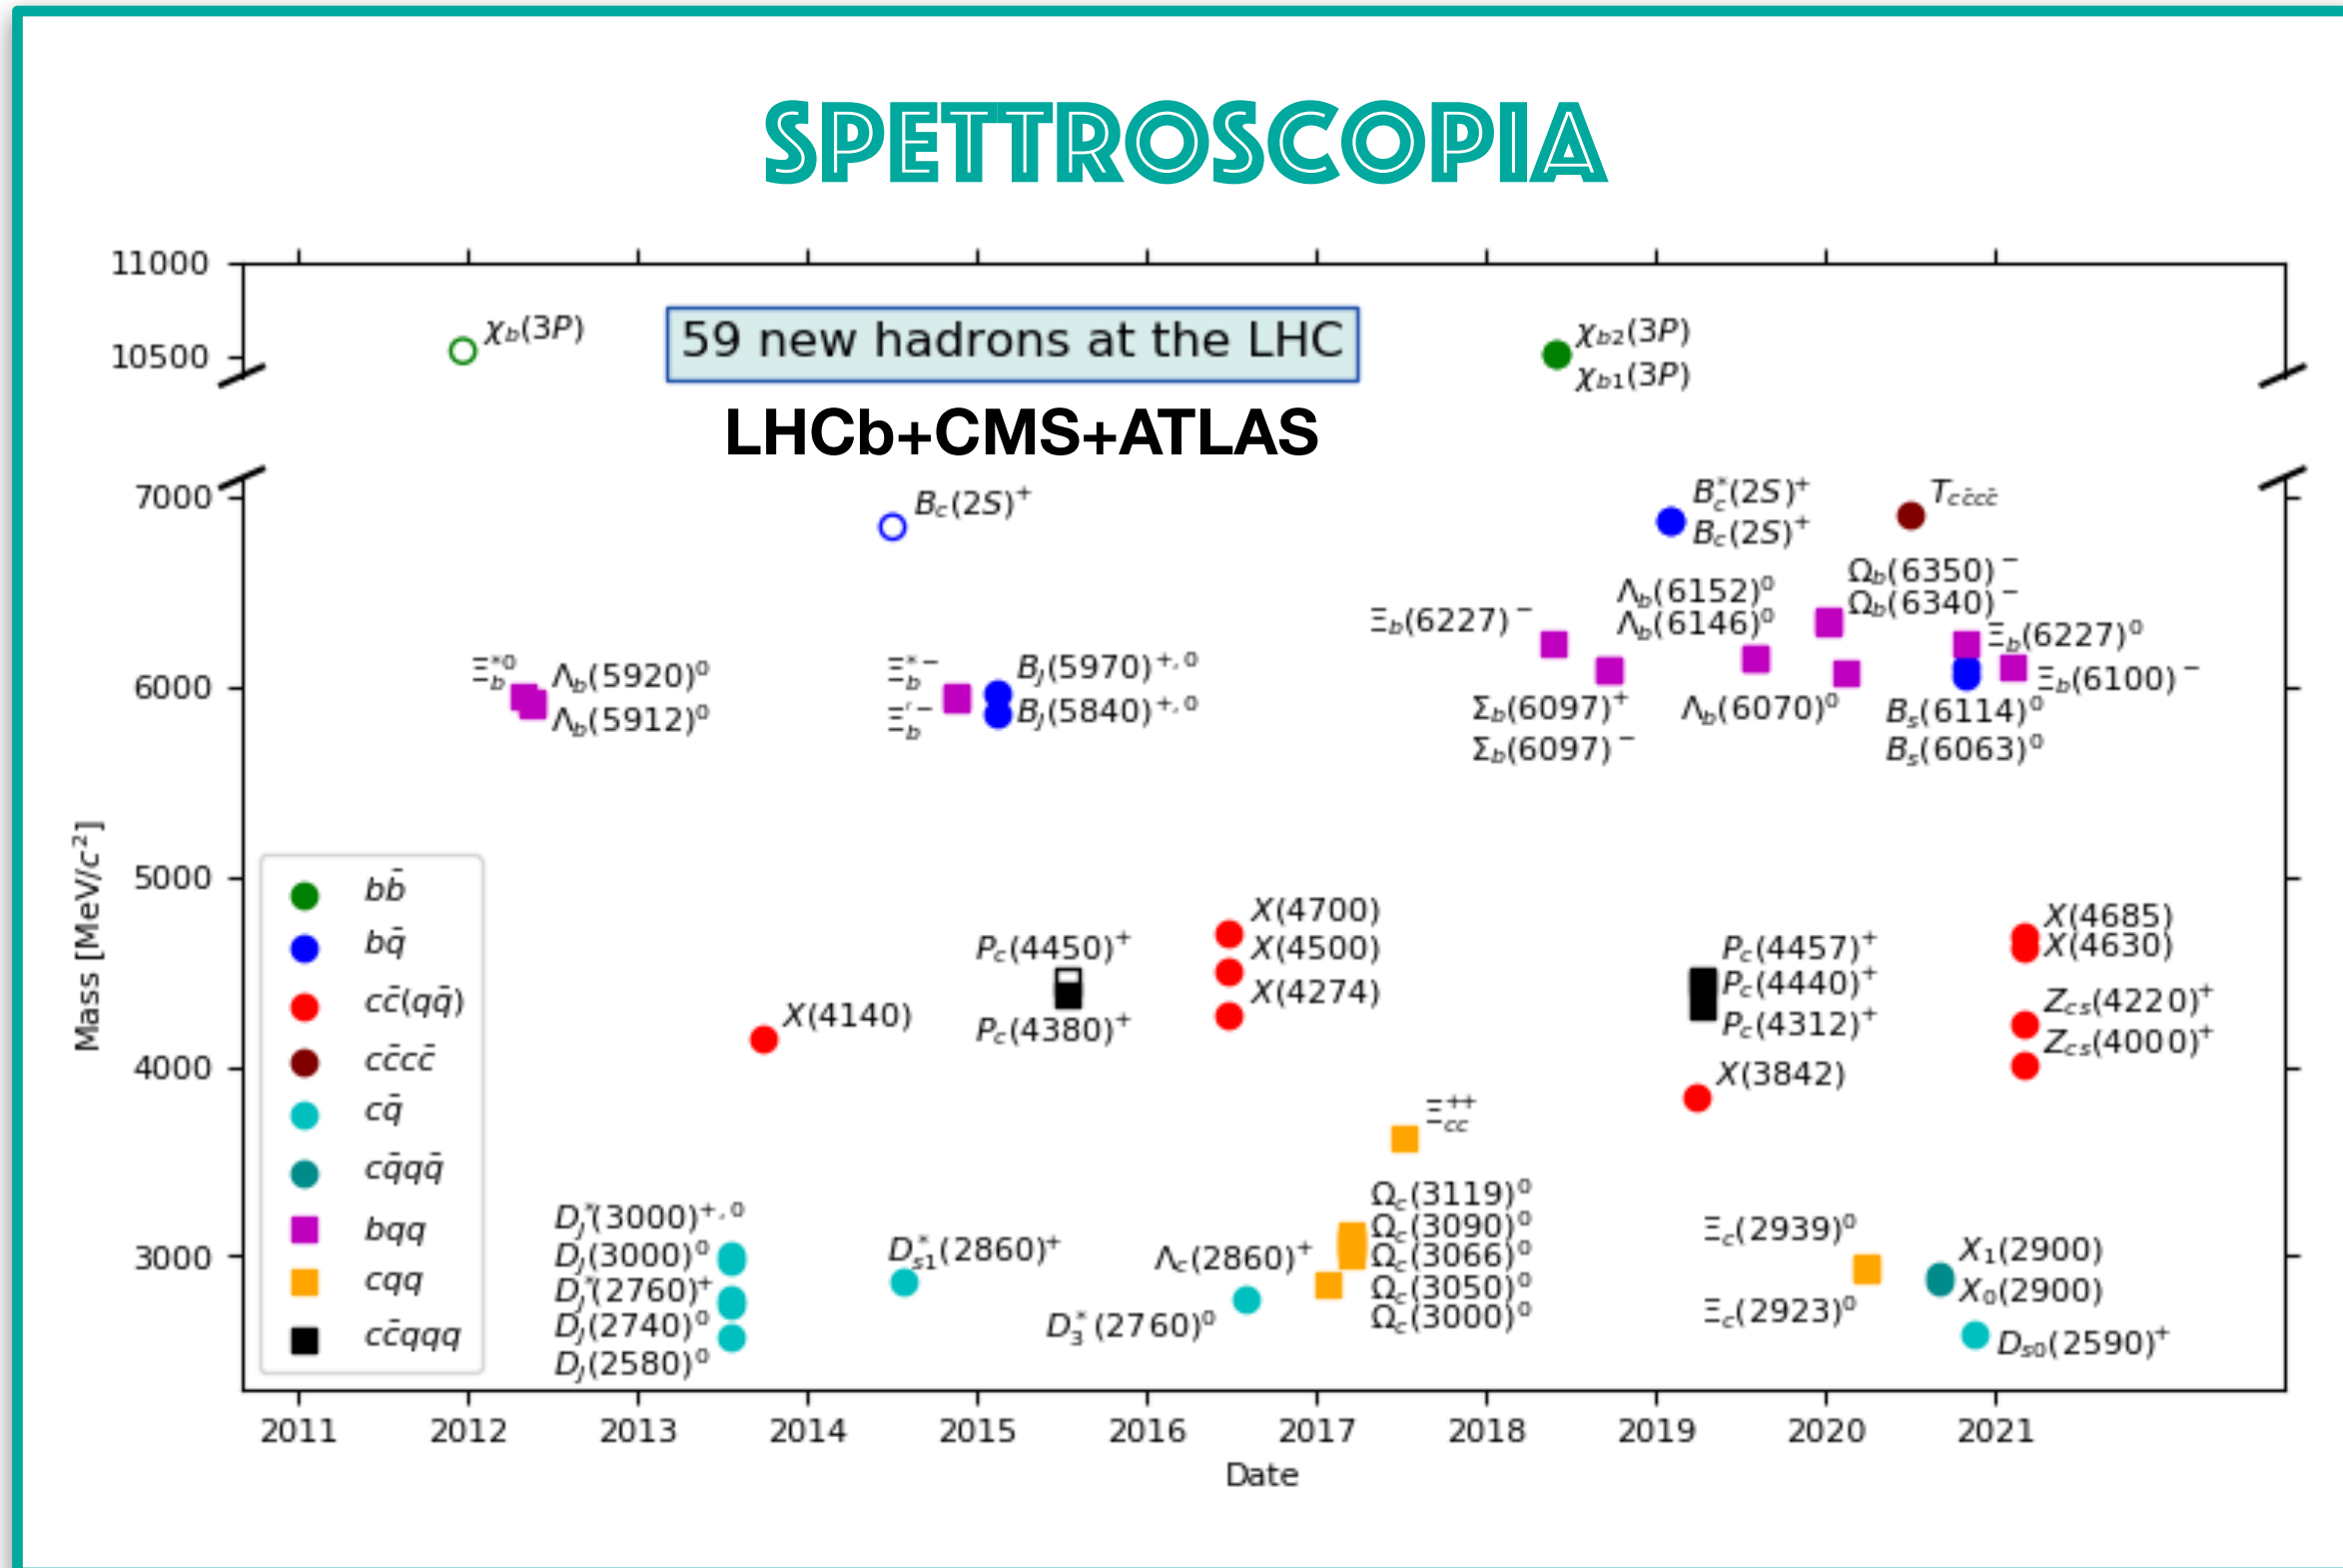 SPETTROSCOPIA
11000
χb(3P)
59 new hadrons at the LHC
χb2(3P)
10500
χb1(3P)
LHCb+CMS+ATLAS
7000
Bc(2S)⁺
Bc*(2S)⁺
Bc(2S)⁺
Tcc̄cc̄
Ωb(6350)⁻
Ωb(6340)⁻
Λb(6152)⁰
Λb(6146)⁰
Ξb(6227)⁻
Ξb(6227)⁰
Ξb*⁰
Λb(5920)⁰
Λb(5912)⁰
Ξb*⁻
Ξb′⁻
BJ(5970)⁺,⁰
BJ(5840)⁺,⁰
6000
Ξb(6100)⁻
Σb(6097)⁺
Σb(6097)⁻
Λb(6070)⁰
Bs(6114)⁰
Bs(6063)⁰
Mass [MeV/c²]
5000
bb̄
bq̄
cc̄(qq̄)
cc̄cc̄
cq̄
cq̄qq̄
bqq
cqq
cc̄qqq
X(4700)
X(4500)
X(4274)
Pc(4450)⁺
Pc(4380)⁺
X(4140)
Pc(4457)⁺
Pc(4440)⁺
Pc(4312)⁺
X(4685)
X(4630)
Zcs(4220)⁺
Zcs(4000)⁺
4000
X(3842)
Ξcc⁺⁺
Ωc(3119)⁰
Ωc(3090)⁰
Ωc(3066)⁰
Ωc(3050)⁰
Ωc(3000)⁰
DJ*(3000)⁺,⁰
DJ(3000)⁰
DJ*(2760)⁺
DJ(2740)⁰
DJ(2580)⁰
Ds1*(2860)⁺
Λc(2860)⁺
D3*(2760)⁰
Ξc(2939)⁰
Ξc(2923)⁰
X1(2900)
X0(2900)
Ds0(2590)⁺
3000
2011 2012 2013 2014 2015 2016 2017 2018 2019 2020 2021
Date